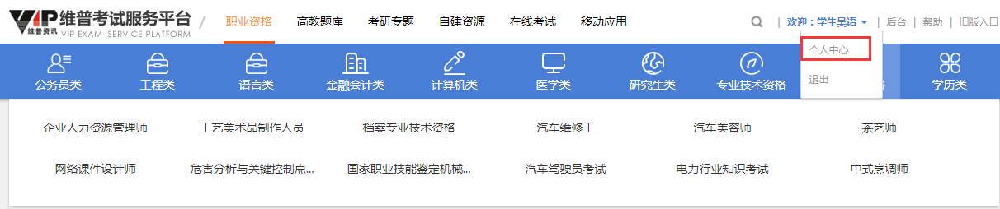 VIP 维普考试服务平台 / 职业资格 高教题库 考研专题 自建资源 在线考试 移动应用 | 欢迎：学生吴语 | 后台 | 帮助 | 旧版入口
维普资讯 VIP EXAM SERVICE PLATFORM
个人中心
退出
公务员类 工程类 语言类 金融会计类 计算机类 医学类 研究生类 专业技术资格 学历类
企业人力资源管理师 工艺美术品制作人员 档案专业技术资格 汽车维修工 汽车美容师 茶艺师
网络课件设计师 危害分析与关键控制点... 国家职业技能鉴定机械... 汽车驾驶员考试 电力行业知识考试 中式烹调师